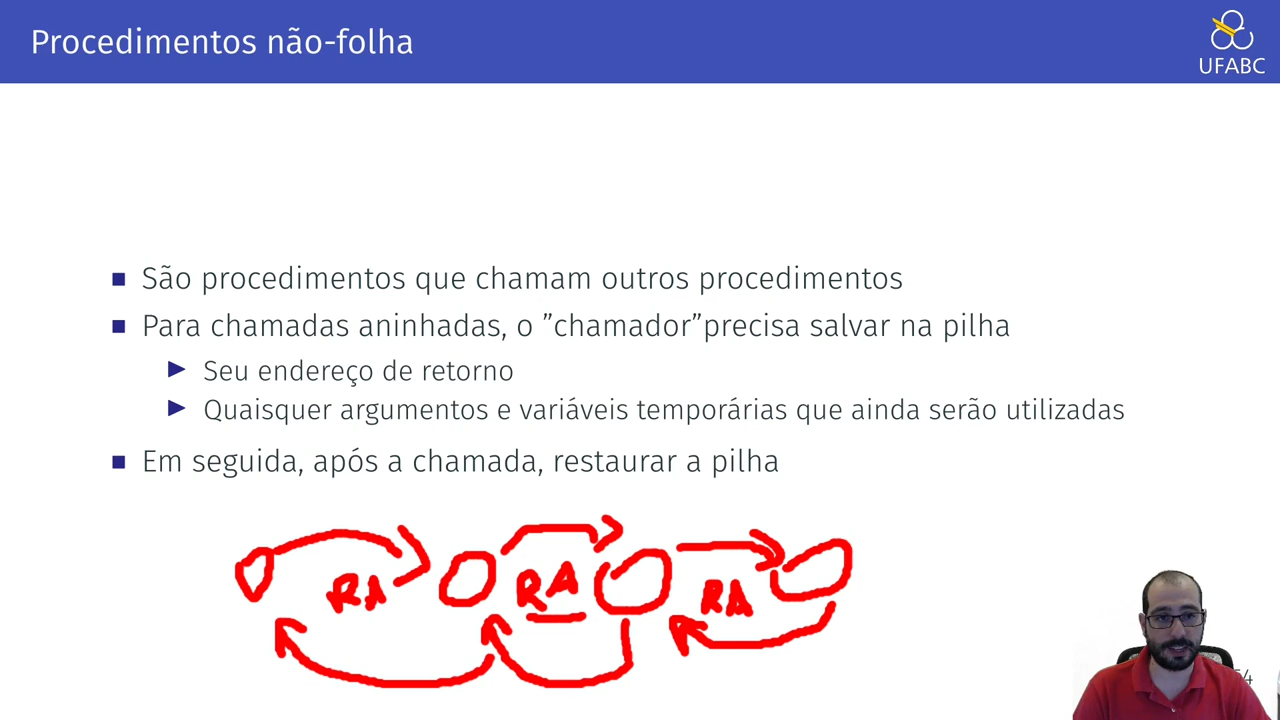 Procedimentos não-folha
UFABC
São procedimentos que chamam outros procedimentos
Para chamadas aninhadas, o ”chamador”precisa salvar na pilha
Seu endereço de retorno
Quaisquer argumentos e variáveis temporárias que ainda serão utilizadas
Em seguida, após a chamada, restaurar a pilha
RA RA RA